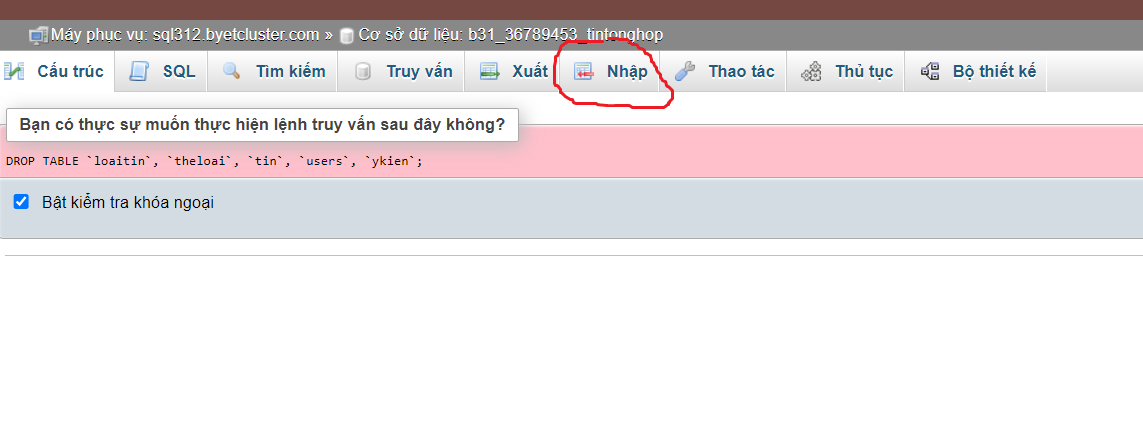 Máy phục vụ: sql312.byetcluster.com » Cơ sở dữ liệu: b31_36789453_tintonghop
Cấu trúc SQL Tìm kiếm Truy vấn Xuất Nhập Thao tác Thủ tục Bộ thiết kế
Bạn có thực sự muốn thực hiện lệnh truy vấn sau đây không?
DROP TABLE `loaitin`, `theloai`, `tin`, `users`, `ykien`;
Bật kiểm tra khóa ngoại